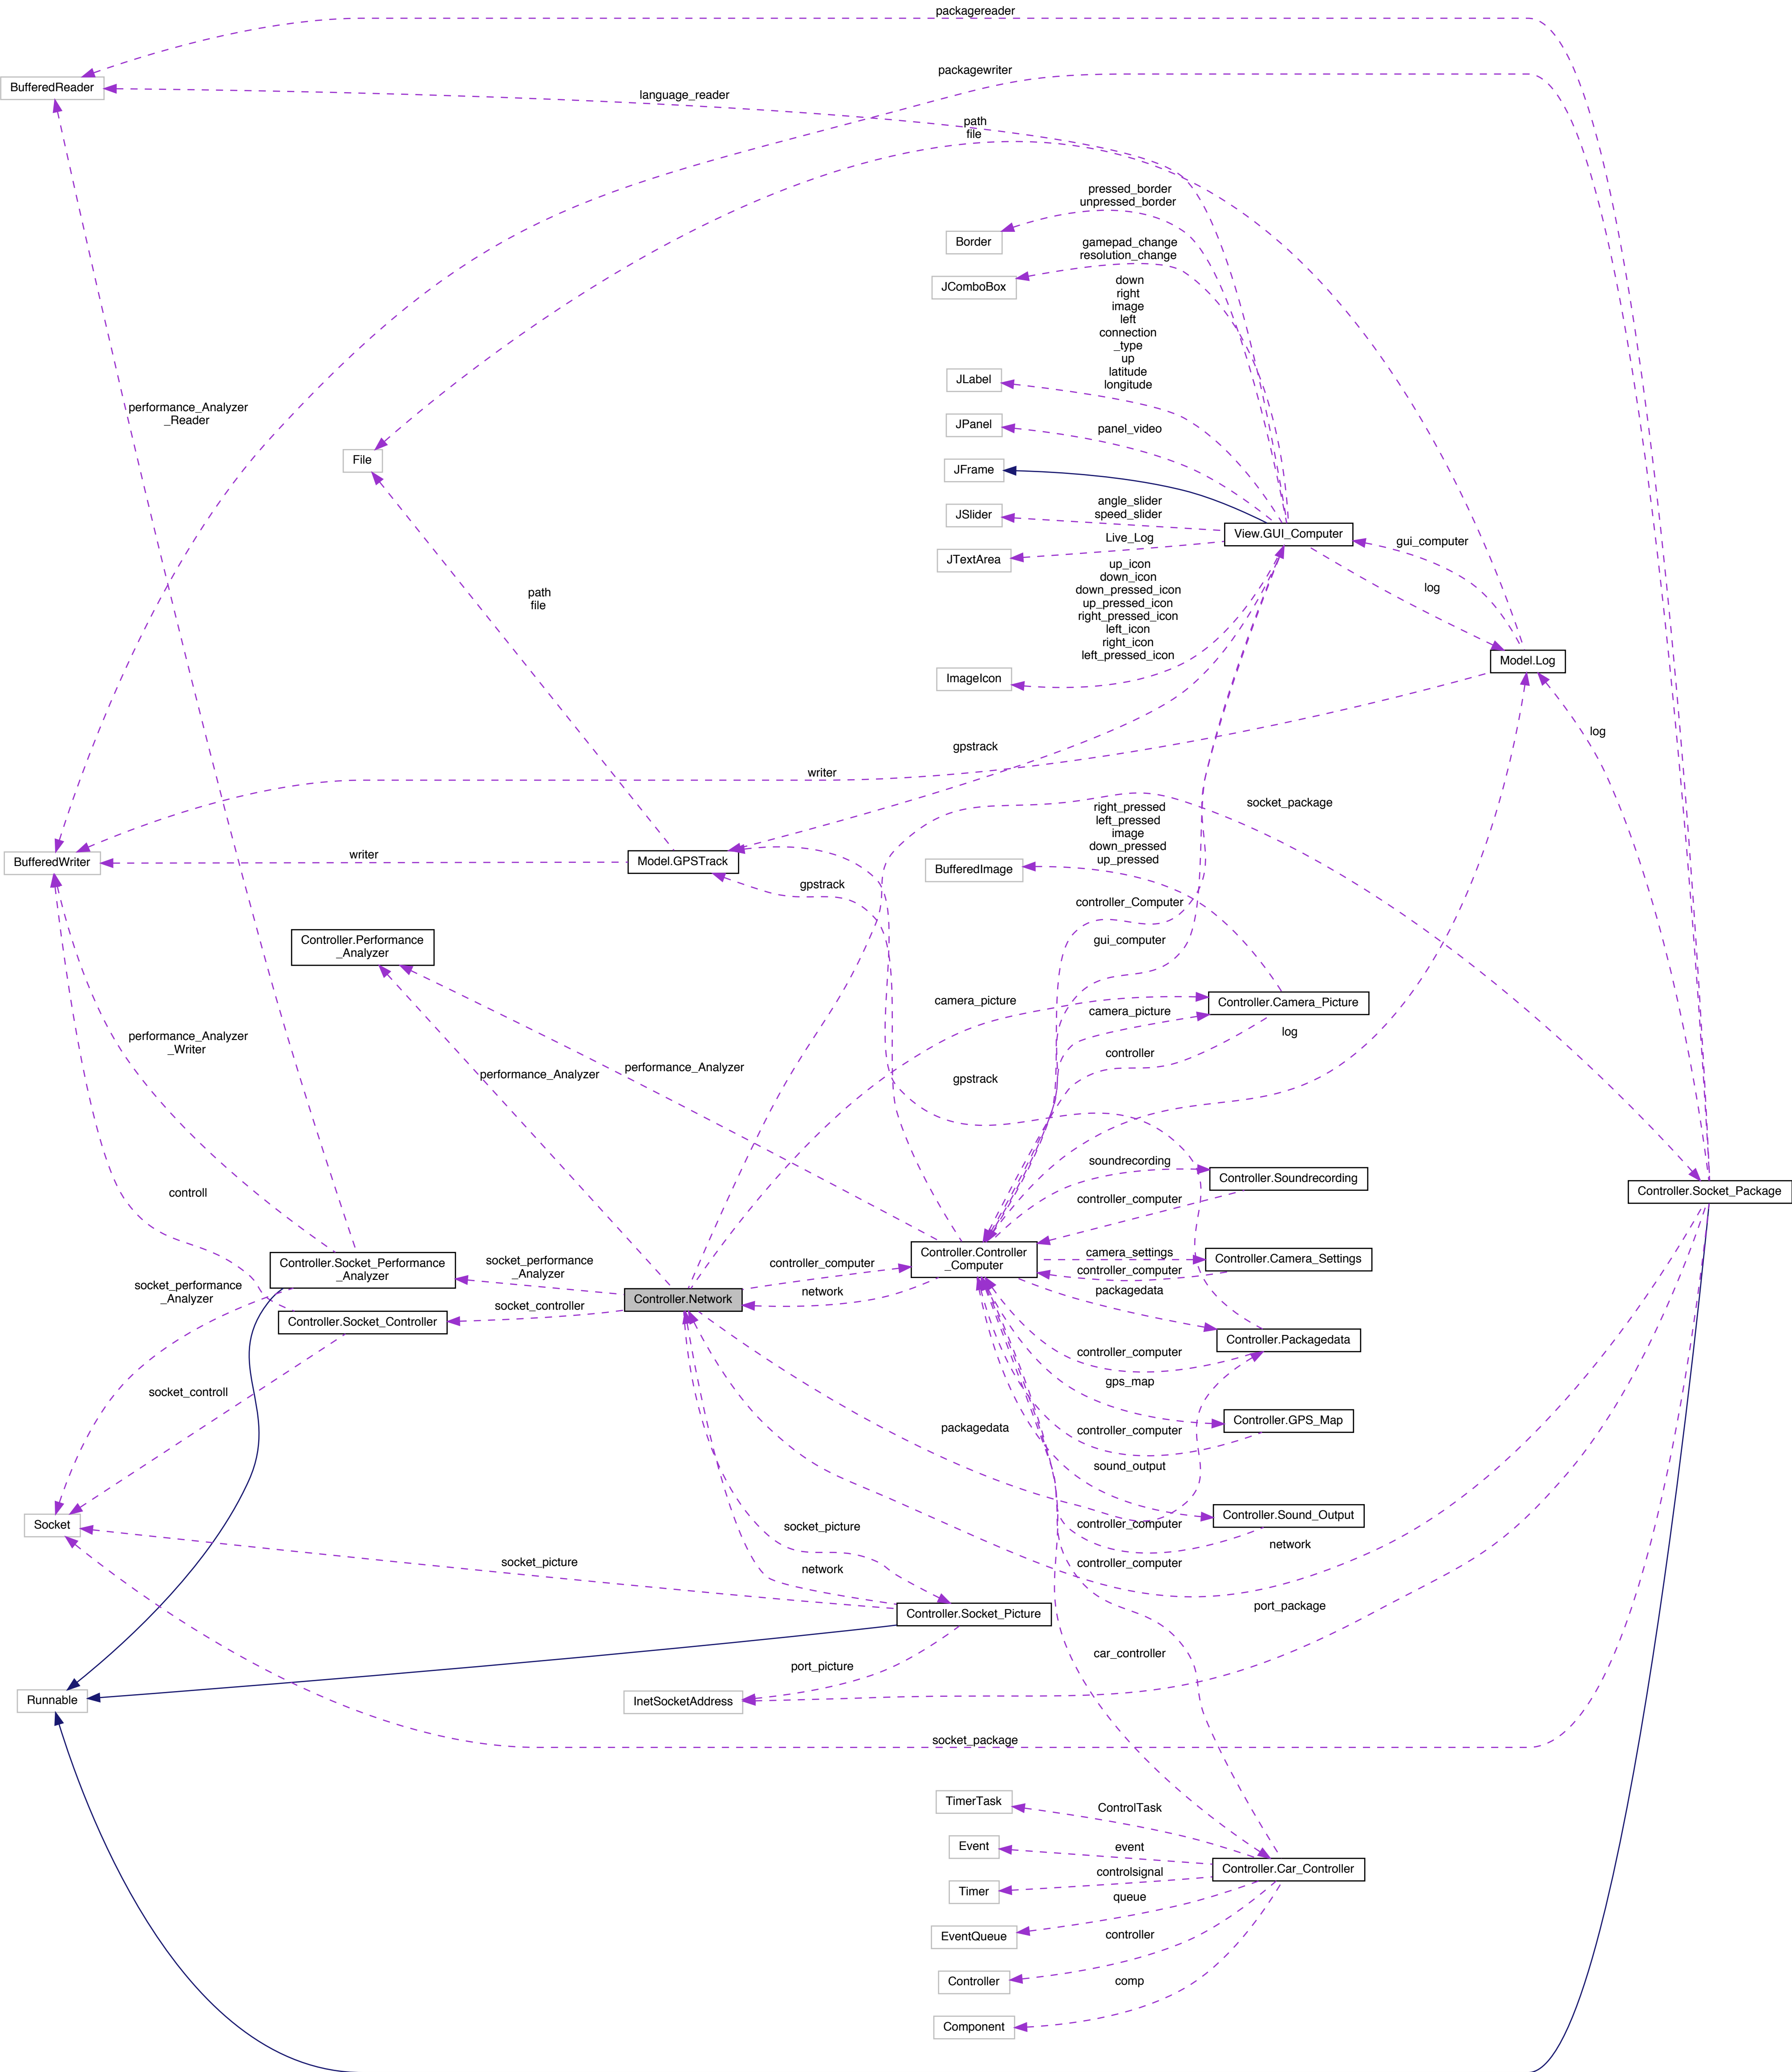 packagereader
packagewriter
BufferedReader
language_reader
path
file
pressed_border
unpressed_border
Border
gamepad_change
resolution_change
JComboBox
down
right
image
left
connection
_type
up
latitude
longitude
JLabel
performance_Analyzer
_Reader
JPanel
panel_video
File
JFrame
angle_slider
speed_slider
JSlider
View.GUI_Computer
Live_Log
gui_computer
JTextArea
up_icon
down_icon
down_pressed_icon
up_pressed_icon
right_pressed_icon
left_icon
right_icon
left_pressed_icon
log
path
file
Model.Log
ImageIcon
log
gpstrack
writer
socket_package
right_pressed
left_pressed
image
down_pressed
up_pressed
BufferedWriter
writer
Model.GPSTrack
BufferedImage
gpstrack
controller_Computer
Controller.Performance
_Analyzer
gui_computer
camera_picture
Controller.Camera_Picture
camera_picture
log
performance_Analyzer
_Writer
controller
performance_Analyzer
performance_Analyzer
gpstrack
soundrecording
Controller.Soundrecording
controll
controller_computer
Controller.Socket_Package
Controller.Socket_Performance
_Analyzer
socket_performance
_Analyzer
controller_computer
Controller.Controller
_Computer
camera_settings
Controller.Camera_Settings
controller_computer
socket_performance
_Analyzer
Controller.Network
network
packagedata
socket_controller
Controller.Socket_Controller
Controller.Packagedata
controller_computer
gps_map
socket_controll
Controller.GPS_Map
packagedata
controller_computer
sound_output
Socket
Controller.Sound_Output
socket_picture
controller_computer
network
socket_picture
network
controller_computer
Controller.Socket_Picture
port_package
car_controller
port_picture
Runnable
InetSocketAddress
socket_package
TimerTask
ControlTask
Event
event
Controller.Car_Controller
controlsignal
Timer
queue
EventQueue
controller
Controller
comp
Component